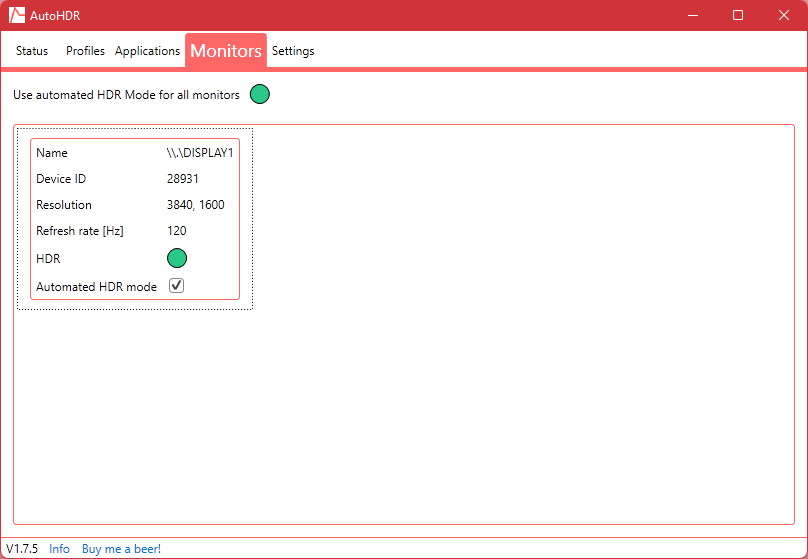 AutoHDR
Status Profiles Applications Monitors Settings
Use automated HDR Mode for all monitors
Name \\.\DISPLAY1
Device ID 28931
Resolution 3840, 1600
Refresh rate [Hz] 120
HDR
Automated HDR mode
V1.7.5 Info Buy me a beer!